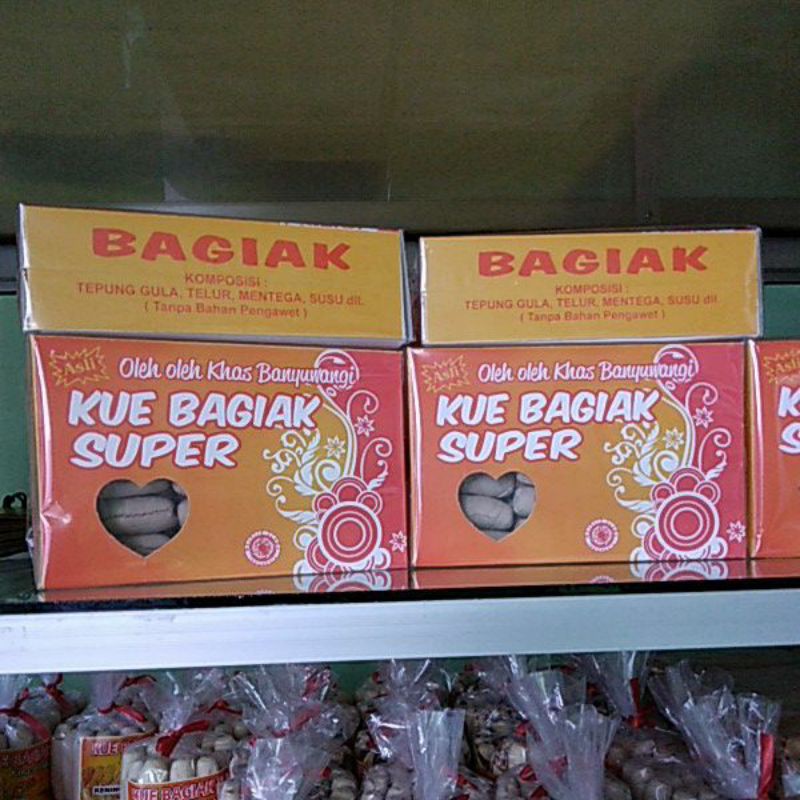 BAGIAK
KOMPOSISI :
TEPUNG GULA, TELUR, MENTEGA, SUSU dll.
( Tanpa Bahan Pengawet )
Asli
Oleh oleh Khas Banyuwangi
KUE BAGIAK
SUPER
BAGIAK
KOMPOSISI :
TEPUNG GULA, TELUR, MENTEGA, SUSU dll.
( Tanpa Bahan Pengawet )
Asli
Oleh oleh Khas Banyuwangi
KUE BAGIAK
SUPER
Asli
KUE
KUE BAGIAK